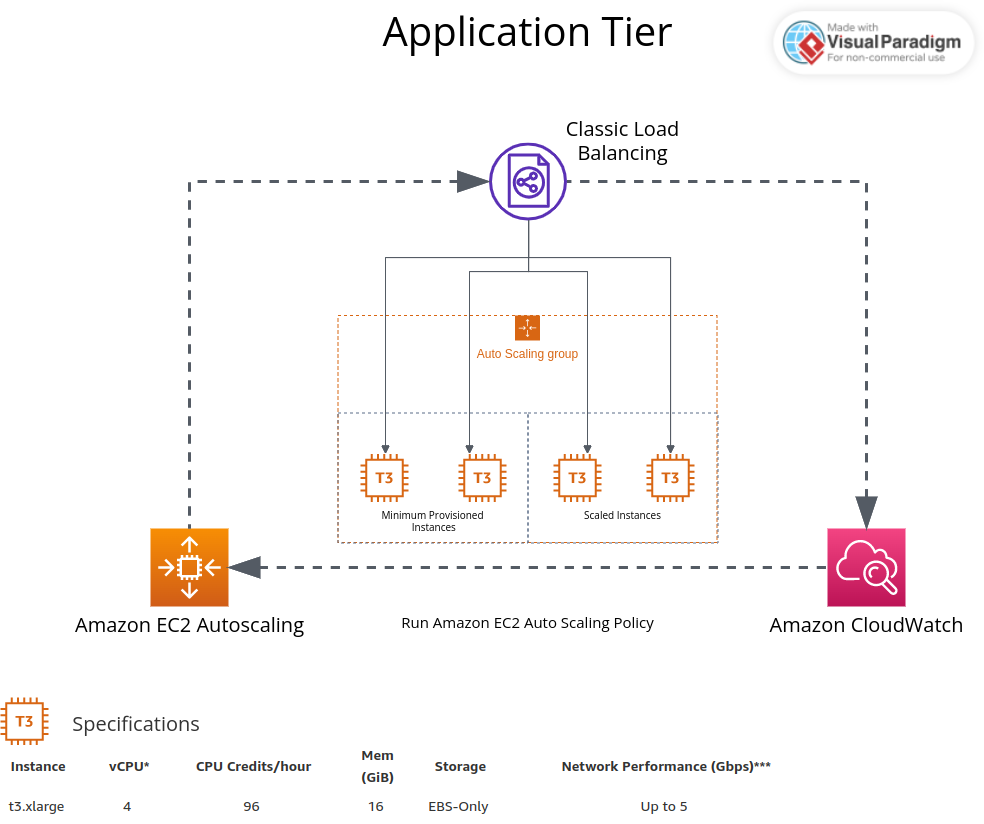 Application Tier
Made with
VisualParadigm
For non-commercial use
Classic Load
Balancing
Auto Scaling group
T3
T3
T3
T3
Minimum Provisioned
Instances
Scaled Instances
Amazon EC2 Autoscaling
Run Amazon EC2 Auto Scaling Policy
Amazon CloudWatch
T3
Specifications
Instance vCPU* CPU Credits/hour Mem (GiB) Storage Network Performance (Gbps)***
t3.xlarge 4 96 16 EBS-Only Up to 5